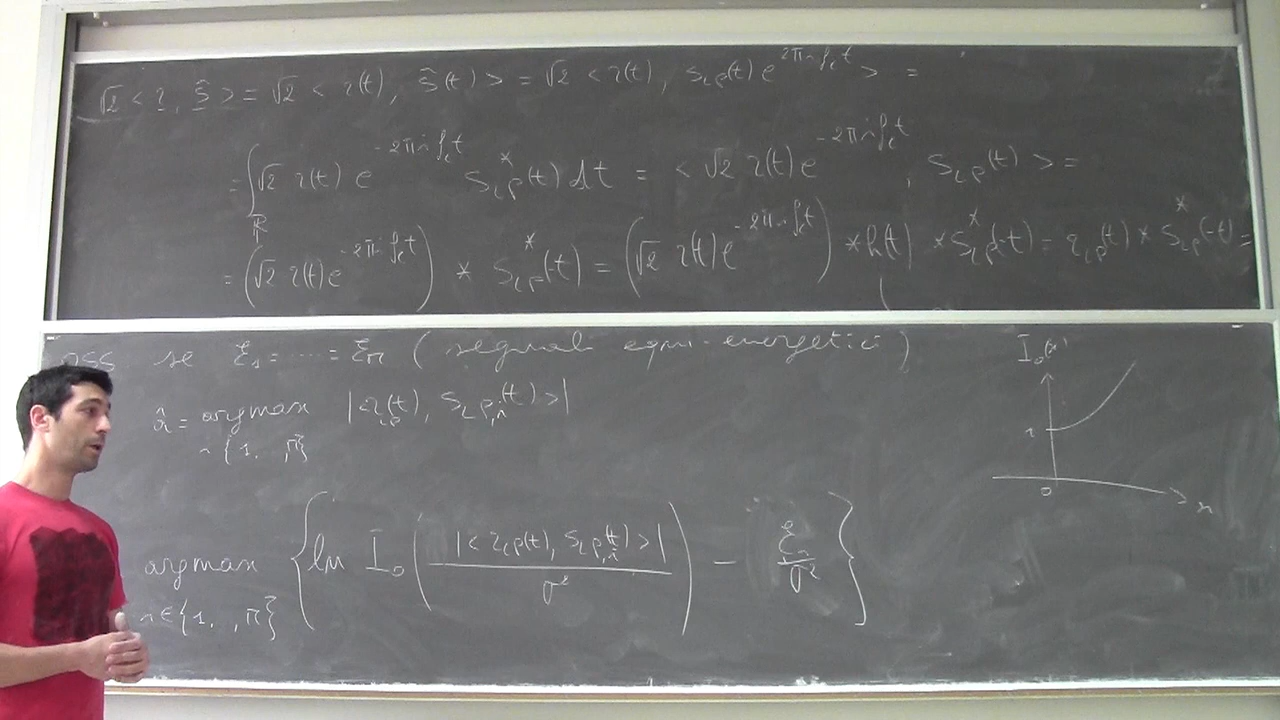 √2 < r, ŝ > = √2 < r(t), ŝ(t) > = √2 < r(t), s_LP(t) e^{2πi f_c t} > =
= ∫_ℝ √2 r(t) e^{-2πi f_c t} s*_LP(t) dt = < √2 r(t) e^{-2πi f_c t}, s_LP(t) > =
= (√2 r(t) e^{-2πi f_c t}) * s*_LP(-t) = (√2 r(t) e^{-2πi f_c t}) * h(t) * s*_LP(-t) = r_LP(t) * s*_LP(-t) =
oss se ℰ_1 = ..... = ℰ_M (segnali equi-energetici)
I_0(x)
m̂ = argmax |< r_LP(t), s_LP,m(t) >|
m {1, , M}
1
0
x
argmax { ln I_0 ( |< r_LP(t), s_LP,m(t) >| / σ² ) - ℰ_m / σ² }
m ∈ {1, , M}